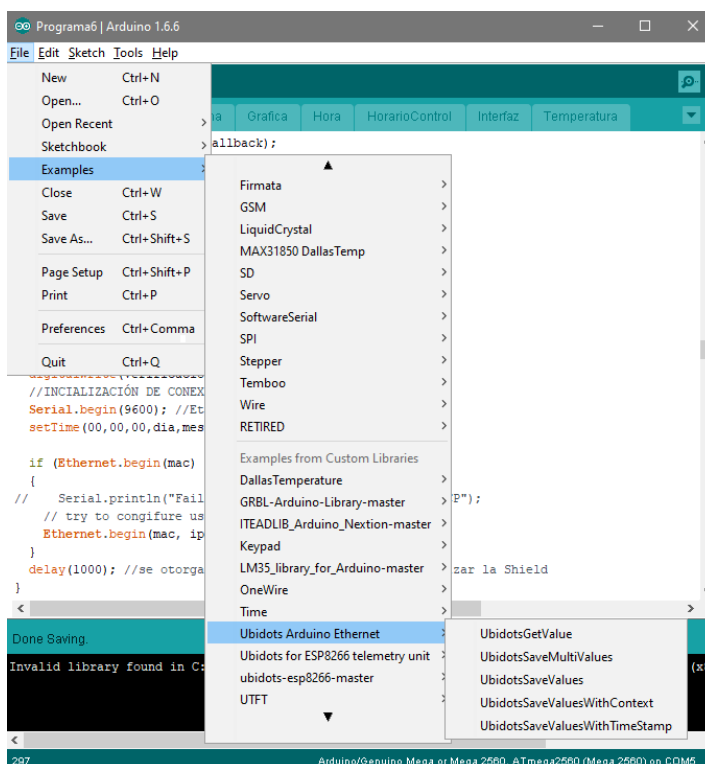 Programa6 | Arduino 1.6.6
File Edit Sketch Tools Help
New Ctrl+N
Open... Ctrl+O
Open Recent
Sketchbook
Examples
Close Ctrl+W
Save Ctrl+S
Save As... Ctrl+Shift+S
Page Setup Ctrl+Shift+P
Print Ctrl+P
Preferences Ctrl+Comma
Quit Ctrl+Q
Grafica Hora HorarioControl Interfaz Temperatura
allback);
Firmata
GSM
LiquidCrystal
MAX31850 DallasTemp
SD
Servo
SoftwareSerial
SPI
Stepper
Temboo
Wire
RETIRED
Examples from Custom Libraries
DallasTemperature
GRBL-Arduino-Library-master
ITEADLIB_Arduino_Nextion-master
Keypad
LM35_library_for_Arduino-master
OneWire
Time
Ubidots Arduino Ethernet
Ubidots for ESP8266 telemetry unit
ubidots-esp8266-master
UTFT
UbidotsGetValue
UbidotsSaveMultiValues
UbidotsSaveValues
UbidotsSaveValuesWithContext
UbidotsSaveValuesWithTimeStamp
//INCIALIZACIÓN DE CONEX
Serial.begin(9600); //Et
setTime(00,00,00,dia,mes
if (Ethernet.begin(mac)
{
// Serial.println("Fail P");
// try to congifure us
Ethernet.begin(mac, ip
}
delay(1000); //se otorga zar la Shield
}
Done Saving.
Invalid library found in C: (x
297 Arduino/Genuino Mega or Mega 2560, ATmega2560 (Mega 2560) on COM5